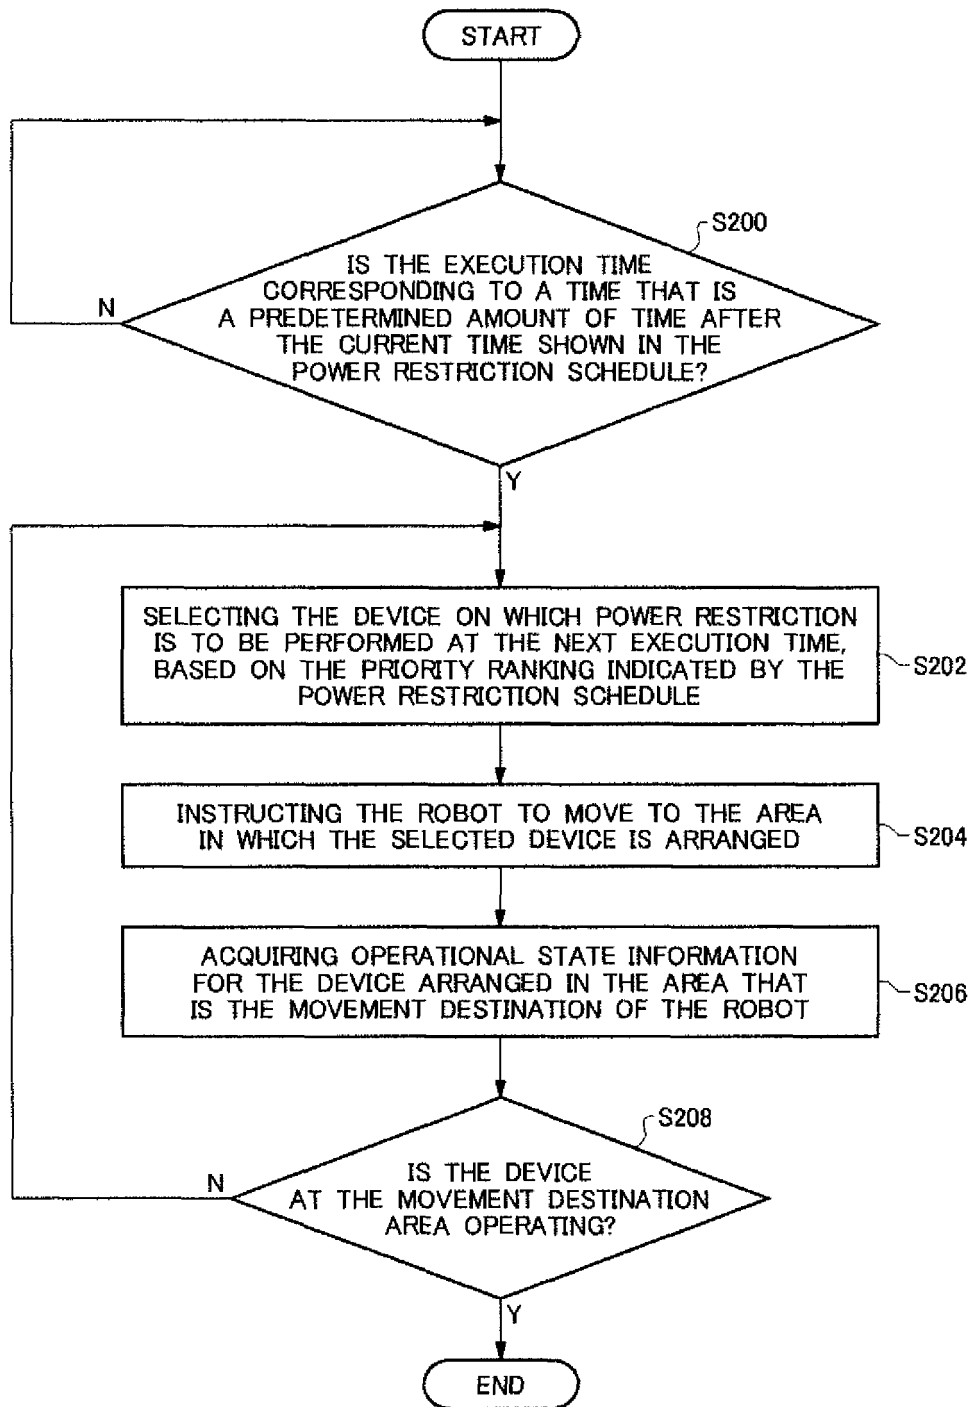 START
S200
IS THE EXECUTION TIME
CORRESPONDING TO A TIME THAT IS
A PREDETERMINED AMOUNT OF TIME AFTER
THE CURRENT TIME SHOWN IN THE
POWER RESTRICTION SCHEDULE?
N
Y
SELECTING THE DEVICE ON WHICH POWER RESTRICTION
IS TO BE PERFORMED AT THE NEXT EXECUTION TIME,
BASED ON THE PRIORITY RANKING INDICATED BY THE
POWER RESTRICTION SCHEDULE
S202
INSTRUCTING THE ROBOT TO MOVE TO THE AREA
IN WHICH THE SELECTED DEVICE IS ARRANGED
S204
ACQUIRING OPERATIONAL STATE INFORMATION
FOR THE DEVICE ARRANGED IN THE AREA THAT
IS THE MOVEMENT DESTINATION OF THE ROBOT
S206
S208
IS THE DEVICE
AT THE MOVEMENT DESTINATION
AREA OPERATING?
N
Y
END